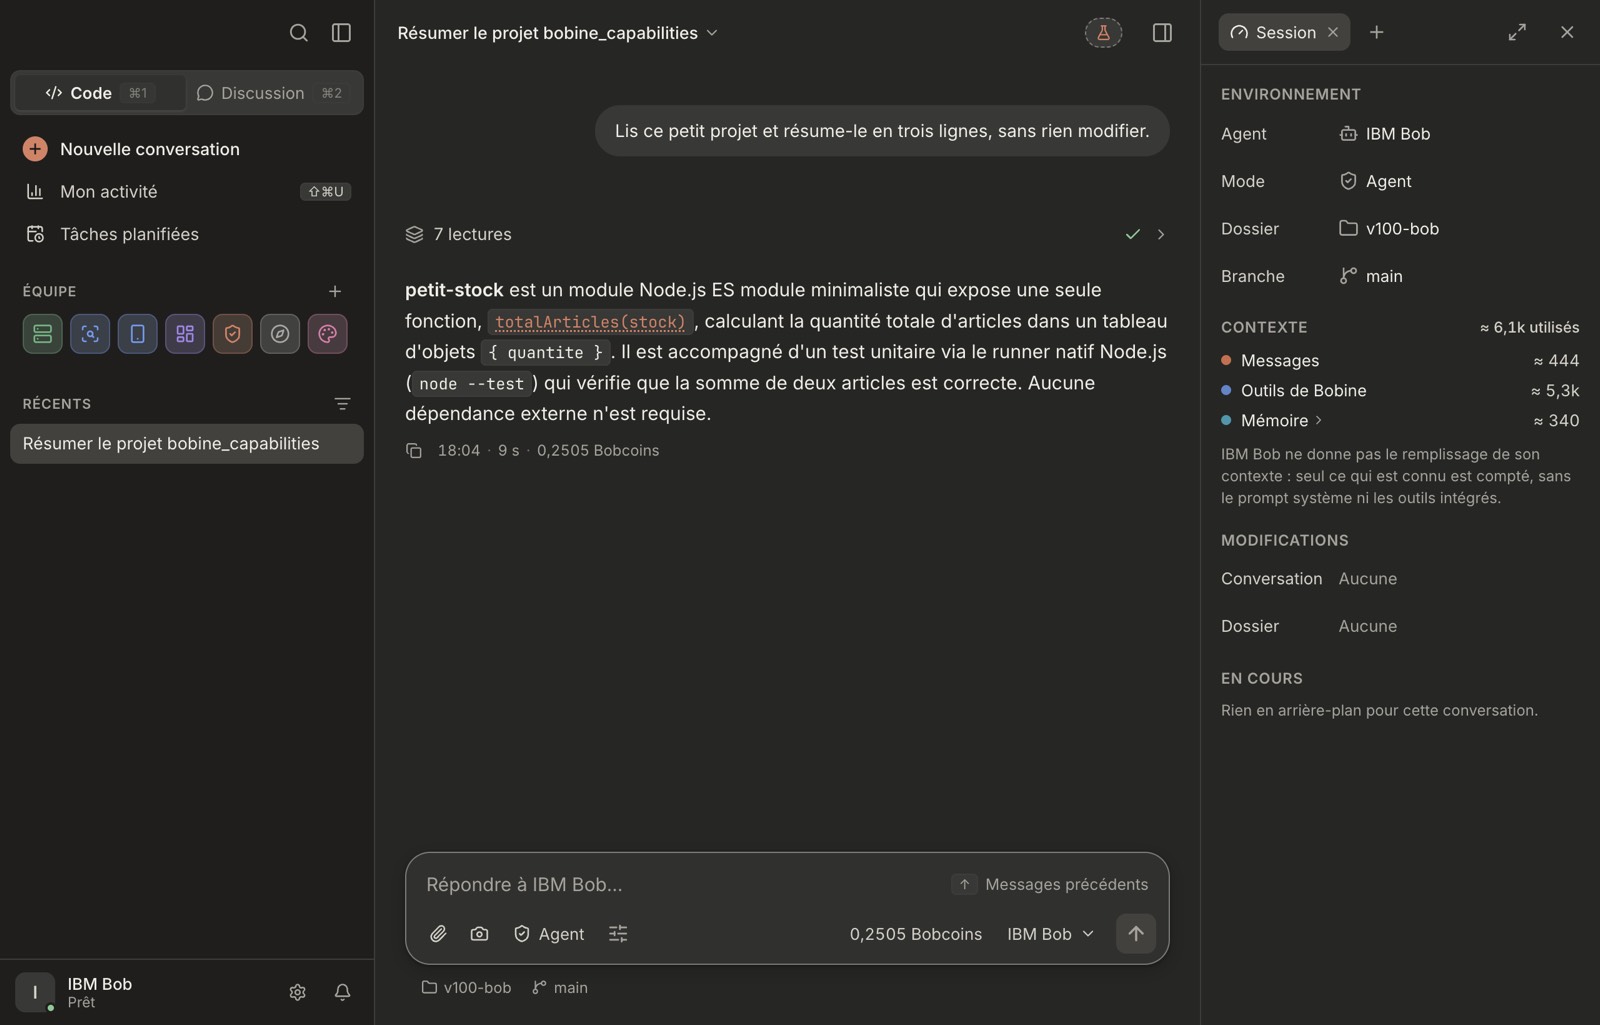 Code ⌘1
Discussion ⌘2
Nouvelle conversation
Mon activité ⇧⌘U
Tâches planifiées
ÉQUIPE
RÉCENTS
Résumer le projet bobine_capabilities
I
IBM Bob
Prêt
Résumer le projet bobine_capabilities
Lis ce petit projet et résume-le en trois lignes, sans rien modifier.
7 lectures
petit-stock est un module Node.js ES module minimaliste qui expose une seule
fonction, totalArticles(stock), calculant la quantité totale d'articles dans un tableau
d'objets { quantite }. Il est accompagné d'un test unitaire via le runner natif Node.js
(node --test) qui vérifie que la somme de deux articles est correcte. Aucune
dépendance externe n'est requise.
18:04 · 9 s · 0,2505 Bobcoins
Répondre à IBM Bob...
↑ Messages précédents
Agent
0,2505 Bobcoins
IBM Bob
v100-bob
main
Session
ENVIRONNEMENT
Agent IBM Bob
Mode Agent
Dossier v100-bob
Branche main
CONTEXTE ≈ 6,1k utilisés
Messages ≈ 444
Outils de Bobine ≈ 5,3k
Mémoire ≈ 340
IBM Bob ne donne pas le remplissage de son
contexte : seul ce qui est connu est compté, sans
le prompt système ni les outils intégrés.
MODIFICATIONS
Conversation Aucune
Dossier Aucune
EN COURS
Rien en arrière-plan pour cette conversation.